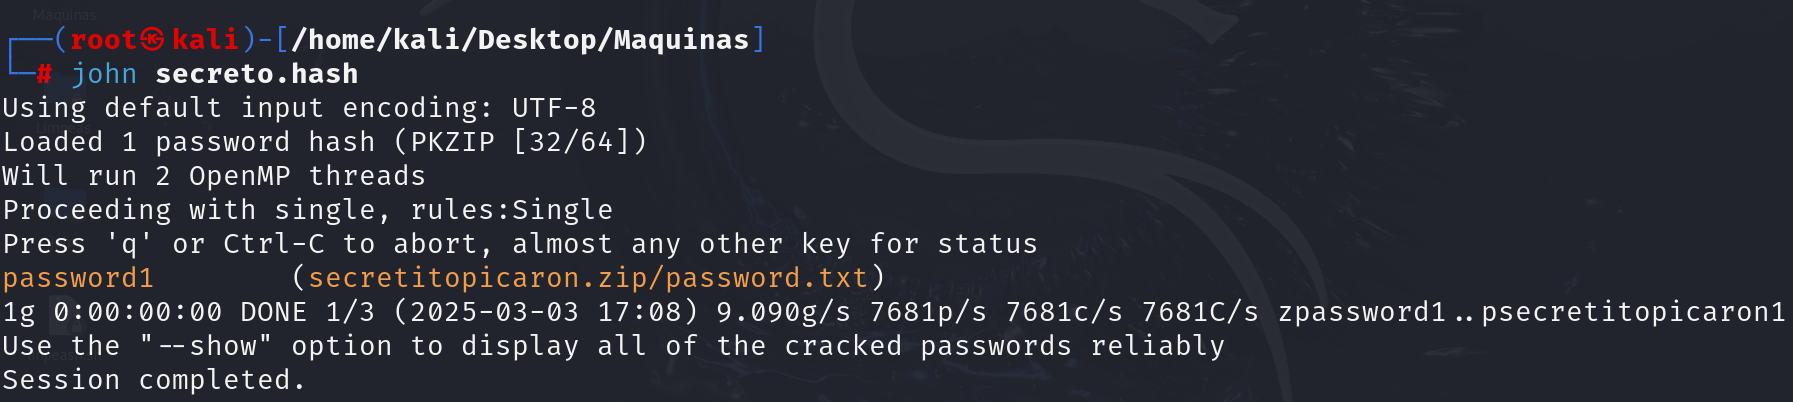 Maquinas
┌──(root㉿kali)-[/home/kali/Desktop/Maquinas]
└─# john secreto.hash
Using default input encoding: UTF-8
Loaded 1 password hash (PKZIP [32/64])
Will run 2 OpenMP threads
Proceeding with single, rules:Single
Press 'q' or Ctrl-C to abort, almost any other key for status
password1        (secretitopicaron.zip/password.txt)
1g 0:00:00:00 DONE 1/3 (2025-03-03 17:08) 9.090g/s 7681p/s 7681c/s 7681C/s zpassword1..psecretitopicaron1
Use the "--show" option to display all of the cracked passwords reliably
Session completed.